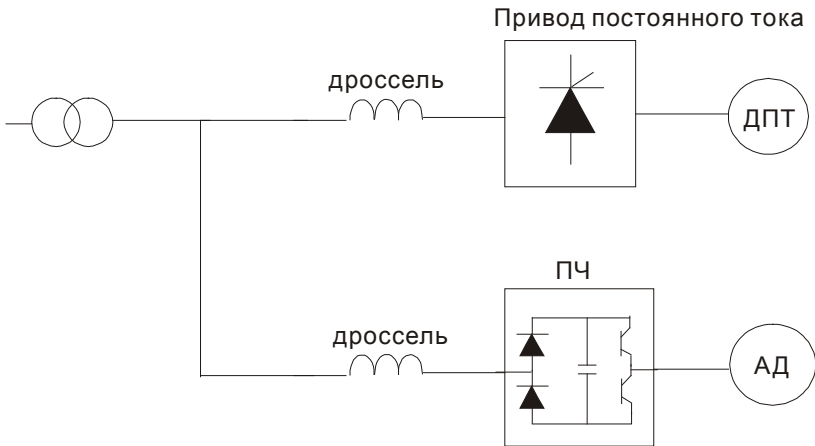 Привод постоянного тока
дроссель
ДПТ
ПЧ
дроссель
АД